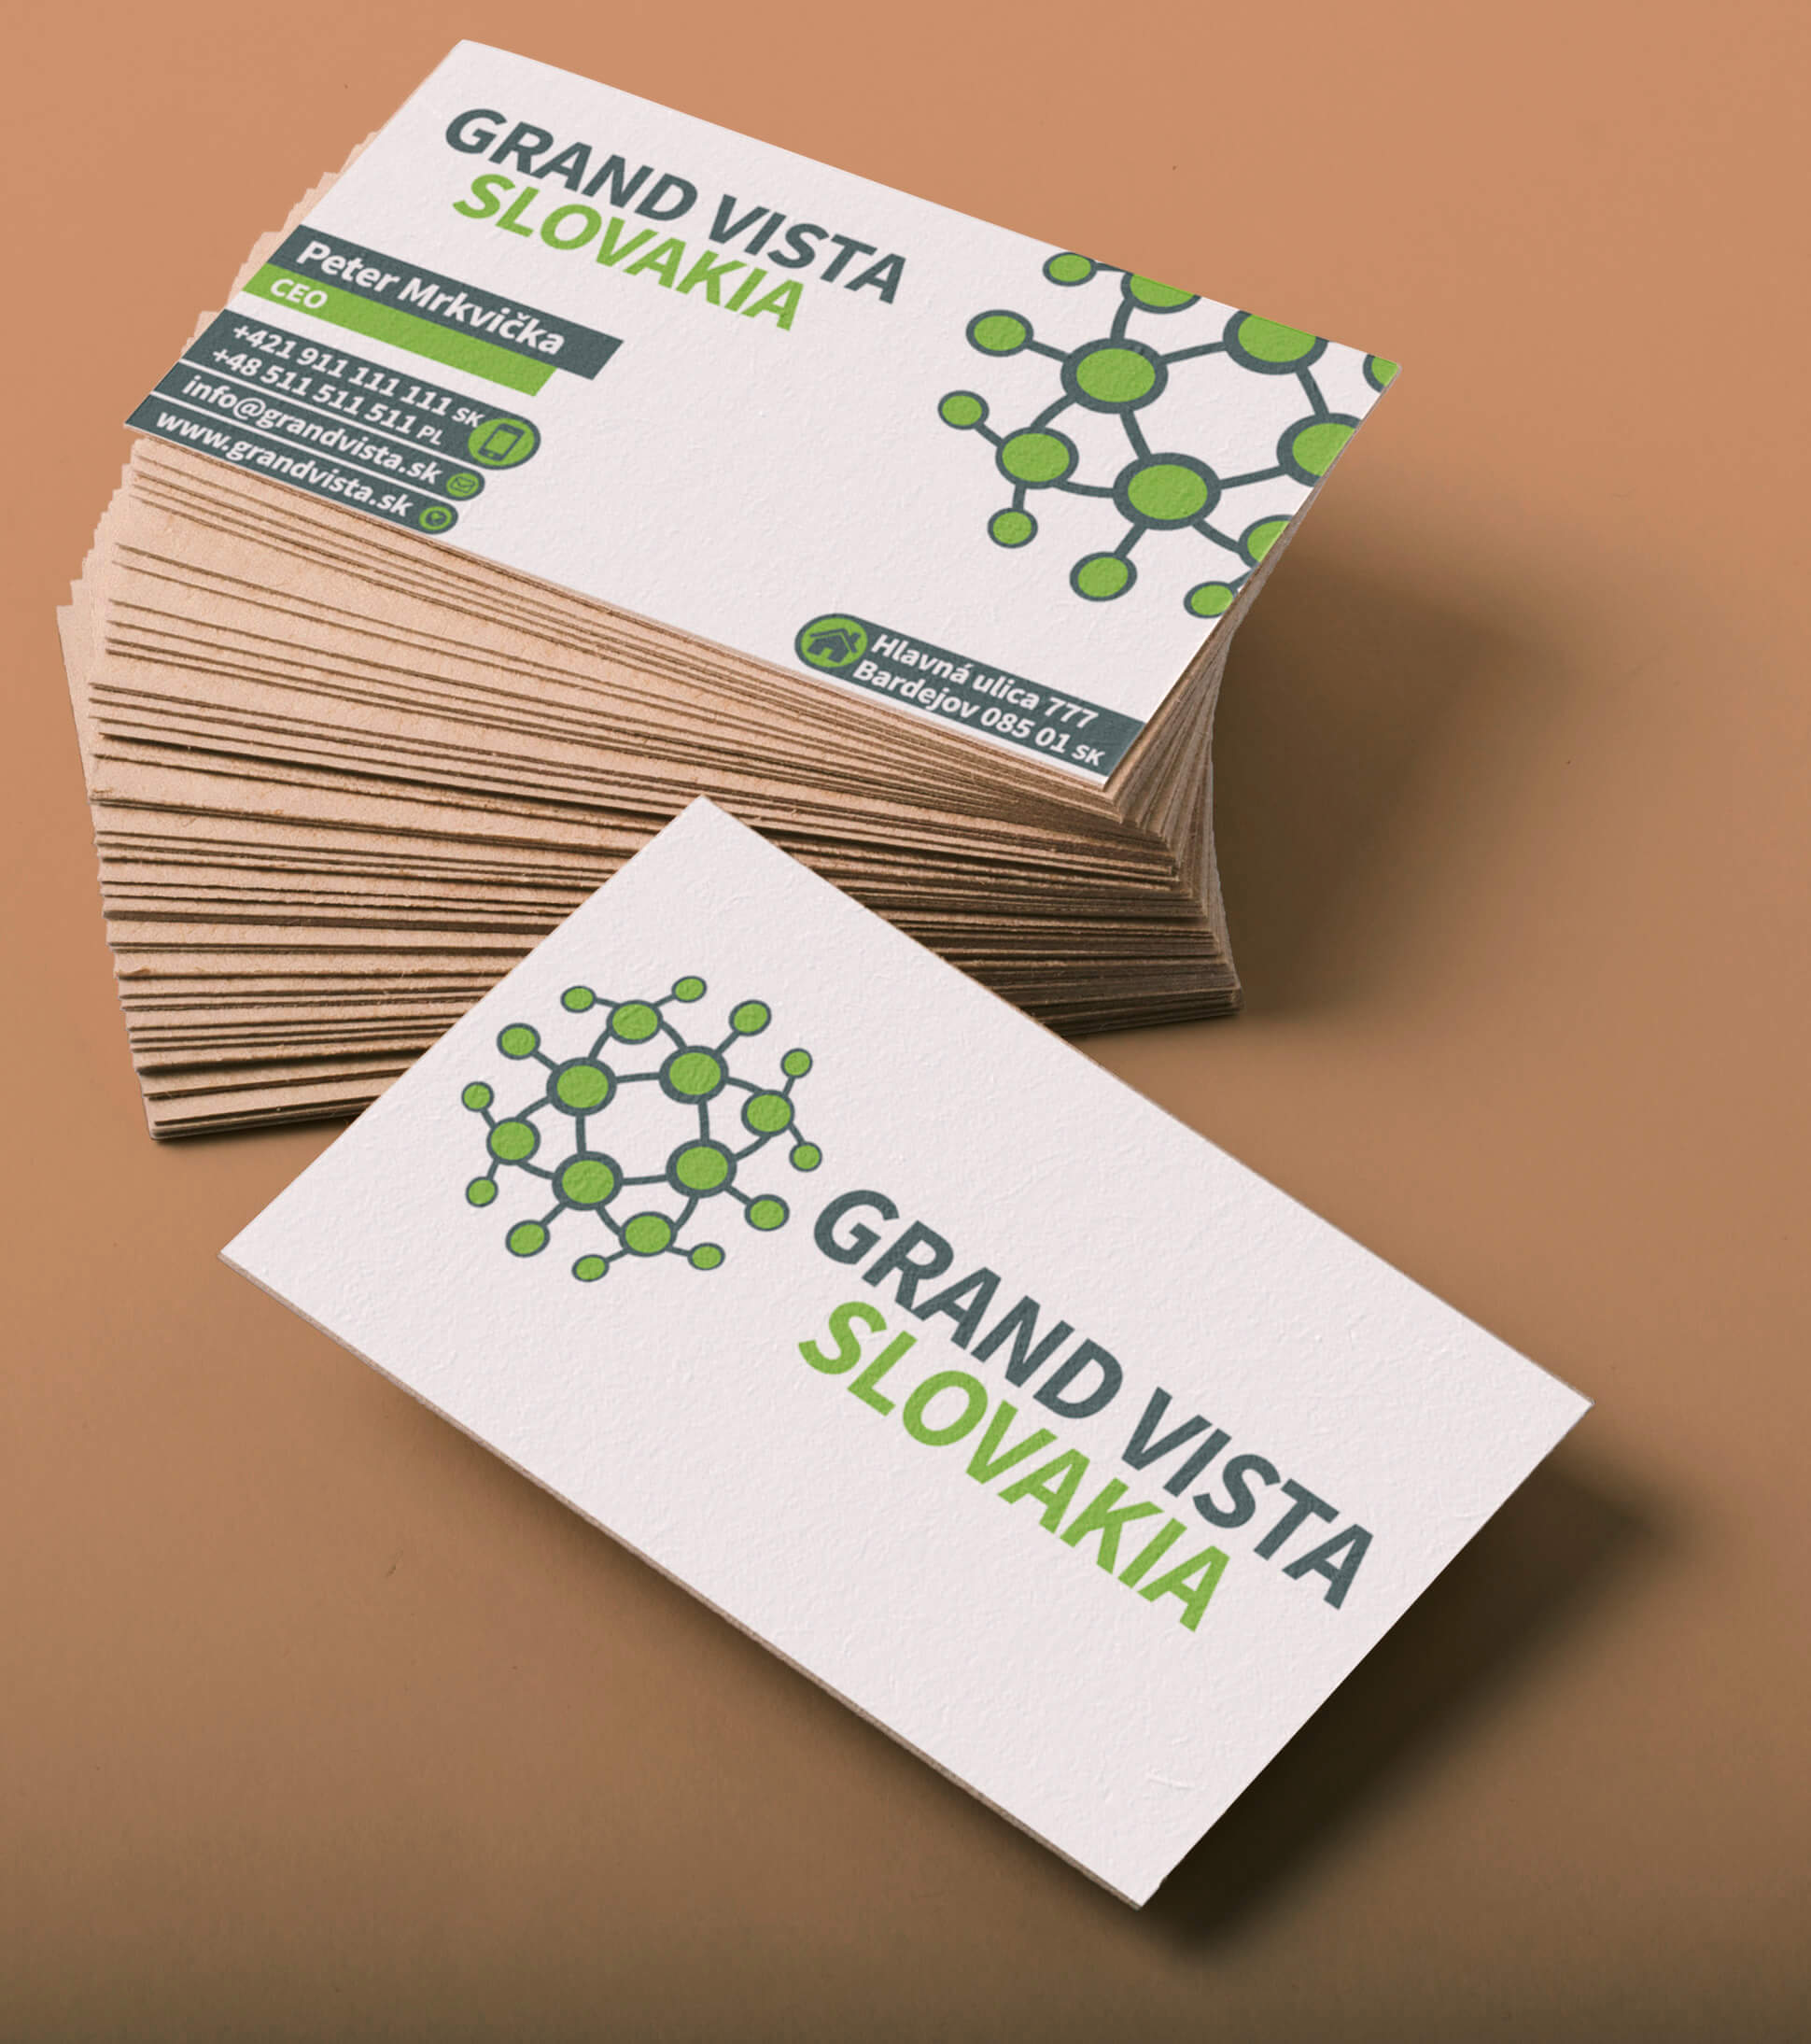 GRAND VISTA
SLOVAKIA
Peter Mrkvička
CEO
+421 911 111 111 SK
+48 511 511 511 PL
info@grandvista.sk
www.grandvista.sk
Hlavná ulica 777
Bardejov 085 01 SK
GRAND VISTA
SLOVAKIA